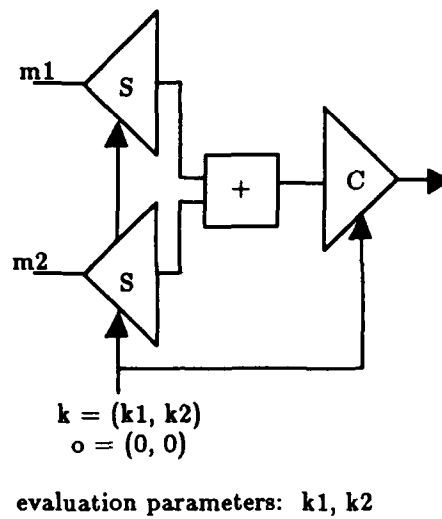 m1
S
+
C
m2
S
k = (k1, k2)
o = (0, 0)
evaluation parameters: k1, k2